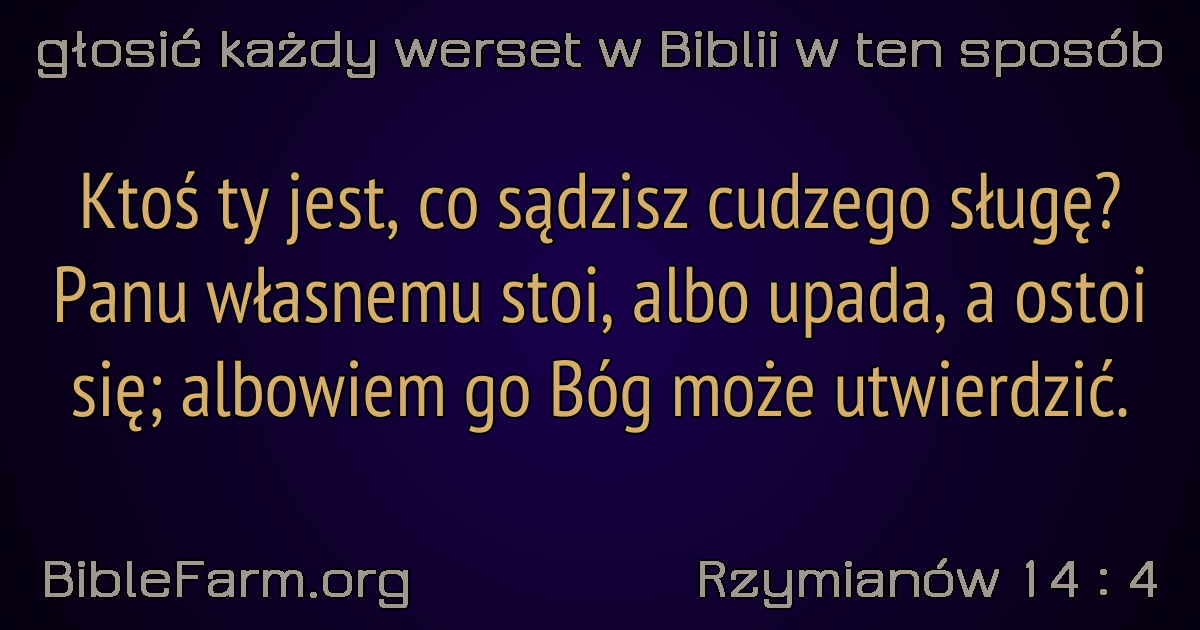 głosić każdy werset w Biblii w ten sposób
Ktoś ty jest, co sądzisz cudzego sługę?
Panu własnemu stoi, albo upada, a ostoi
się; albowiem go Bóg może utwierdzić.
BibleFarm.org
Rzymianów 14 : 4